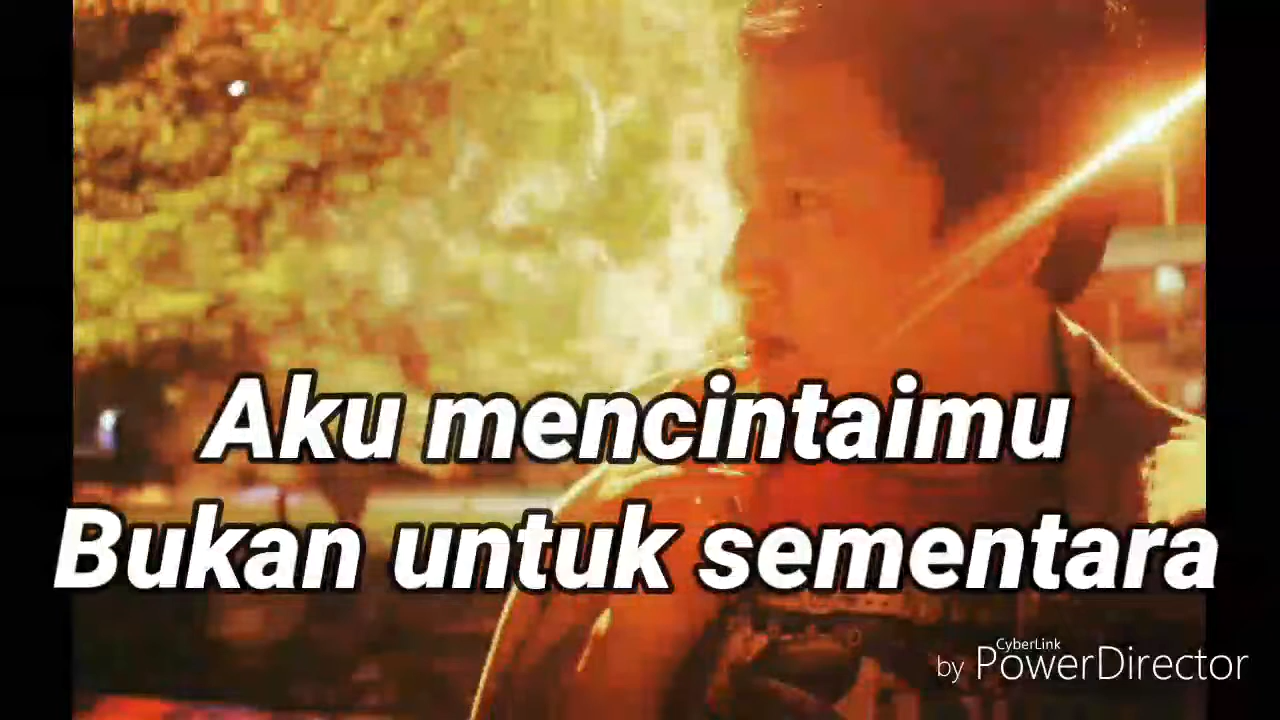 Aku mencintaimu
Bukan untuk sementara
CyberLink
by PowerDirector